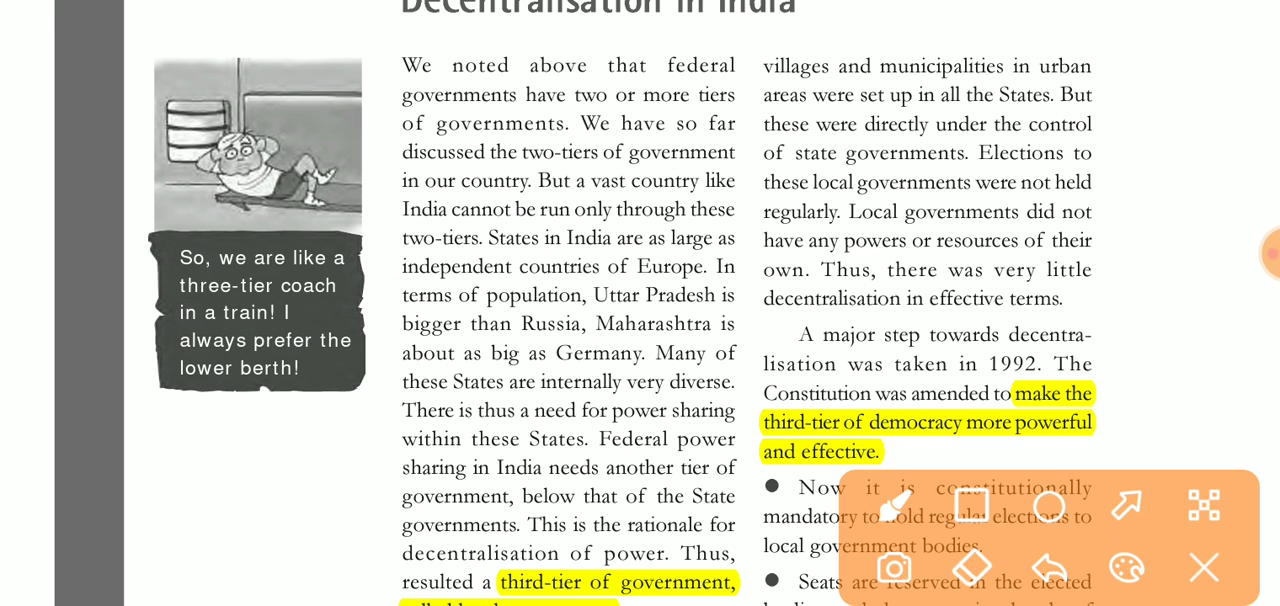 Decentralisation in India
So, we are like a
three-tier coach
in a train! I
always prefer the
lower berth!
We noted above that federal
governments have two or more tiers
of governments. We have so far
discussed the two-tiers of government
in our country. But a vast country like
India cannot be run only through these
two-tiers. States in India are as large as
independent countries of Europe. In
terms of population, Uttar Pradesh is
bigger than Russia, Maharashtra is
about as big as Germany. Many of
these States are internally very diverse.
There is thus a need for power sharing
within these States. Federal power
sharing in India needs another tier of
government, below that of the State
governments. This is the rationale for
decentralisation of power. Thus,
resulted a third-tier of government,
villages and municipalities in urban
areas were set up in all the States. But
these were directly under the control
of state governments. Elections to
these local governments were not held
regularly. Local governments did not
have any powers or resources of their
own. Thus, there was very little
decentralisation in effective terms.
A major step towards decentra-
lisation was taken in 1992. The
Constitution was amended to make the
third-tier of democracy more powerful
and effective.
● Now it is constitutionally
mandatory to hold regular elections to
local government bodies.
● Seats are reserved in the elected